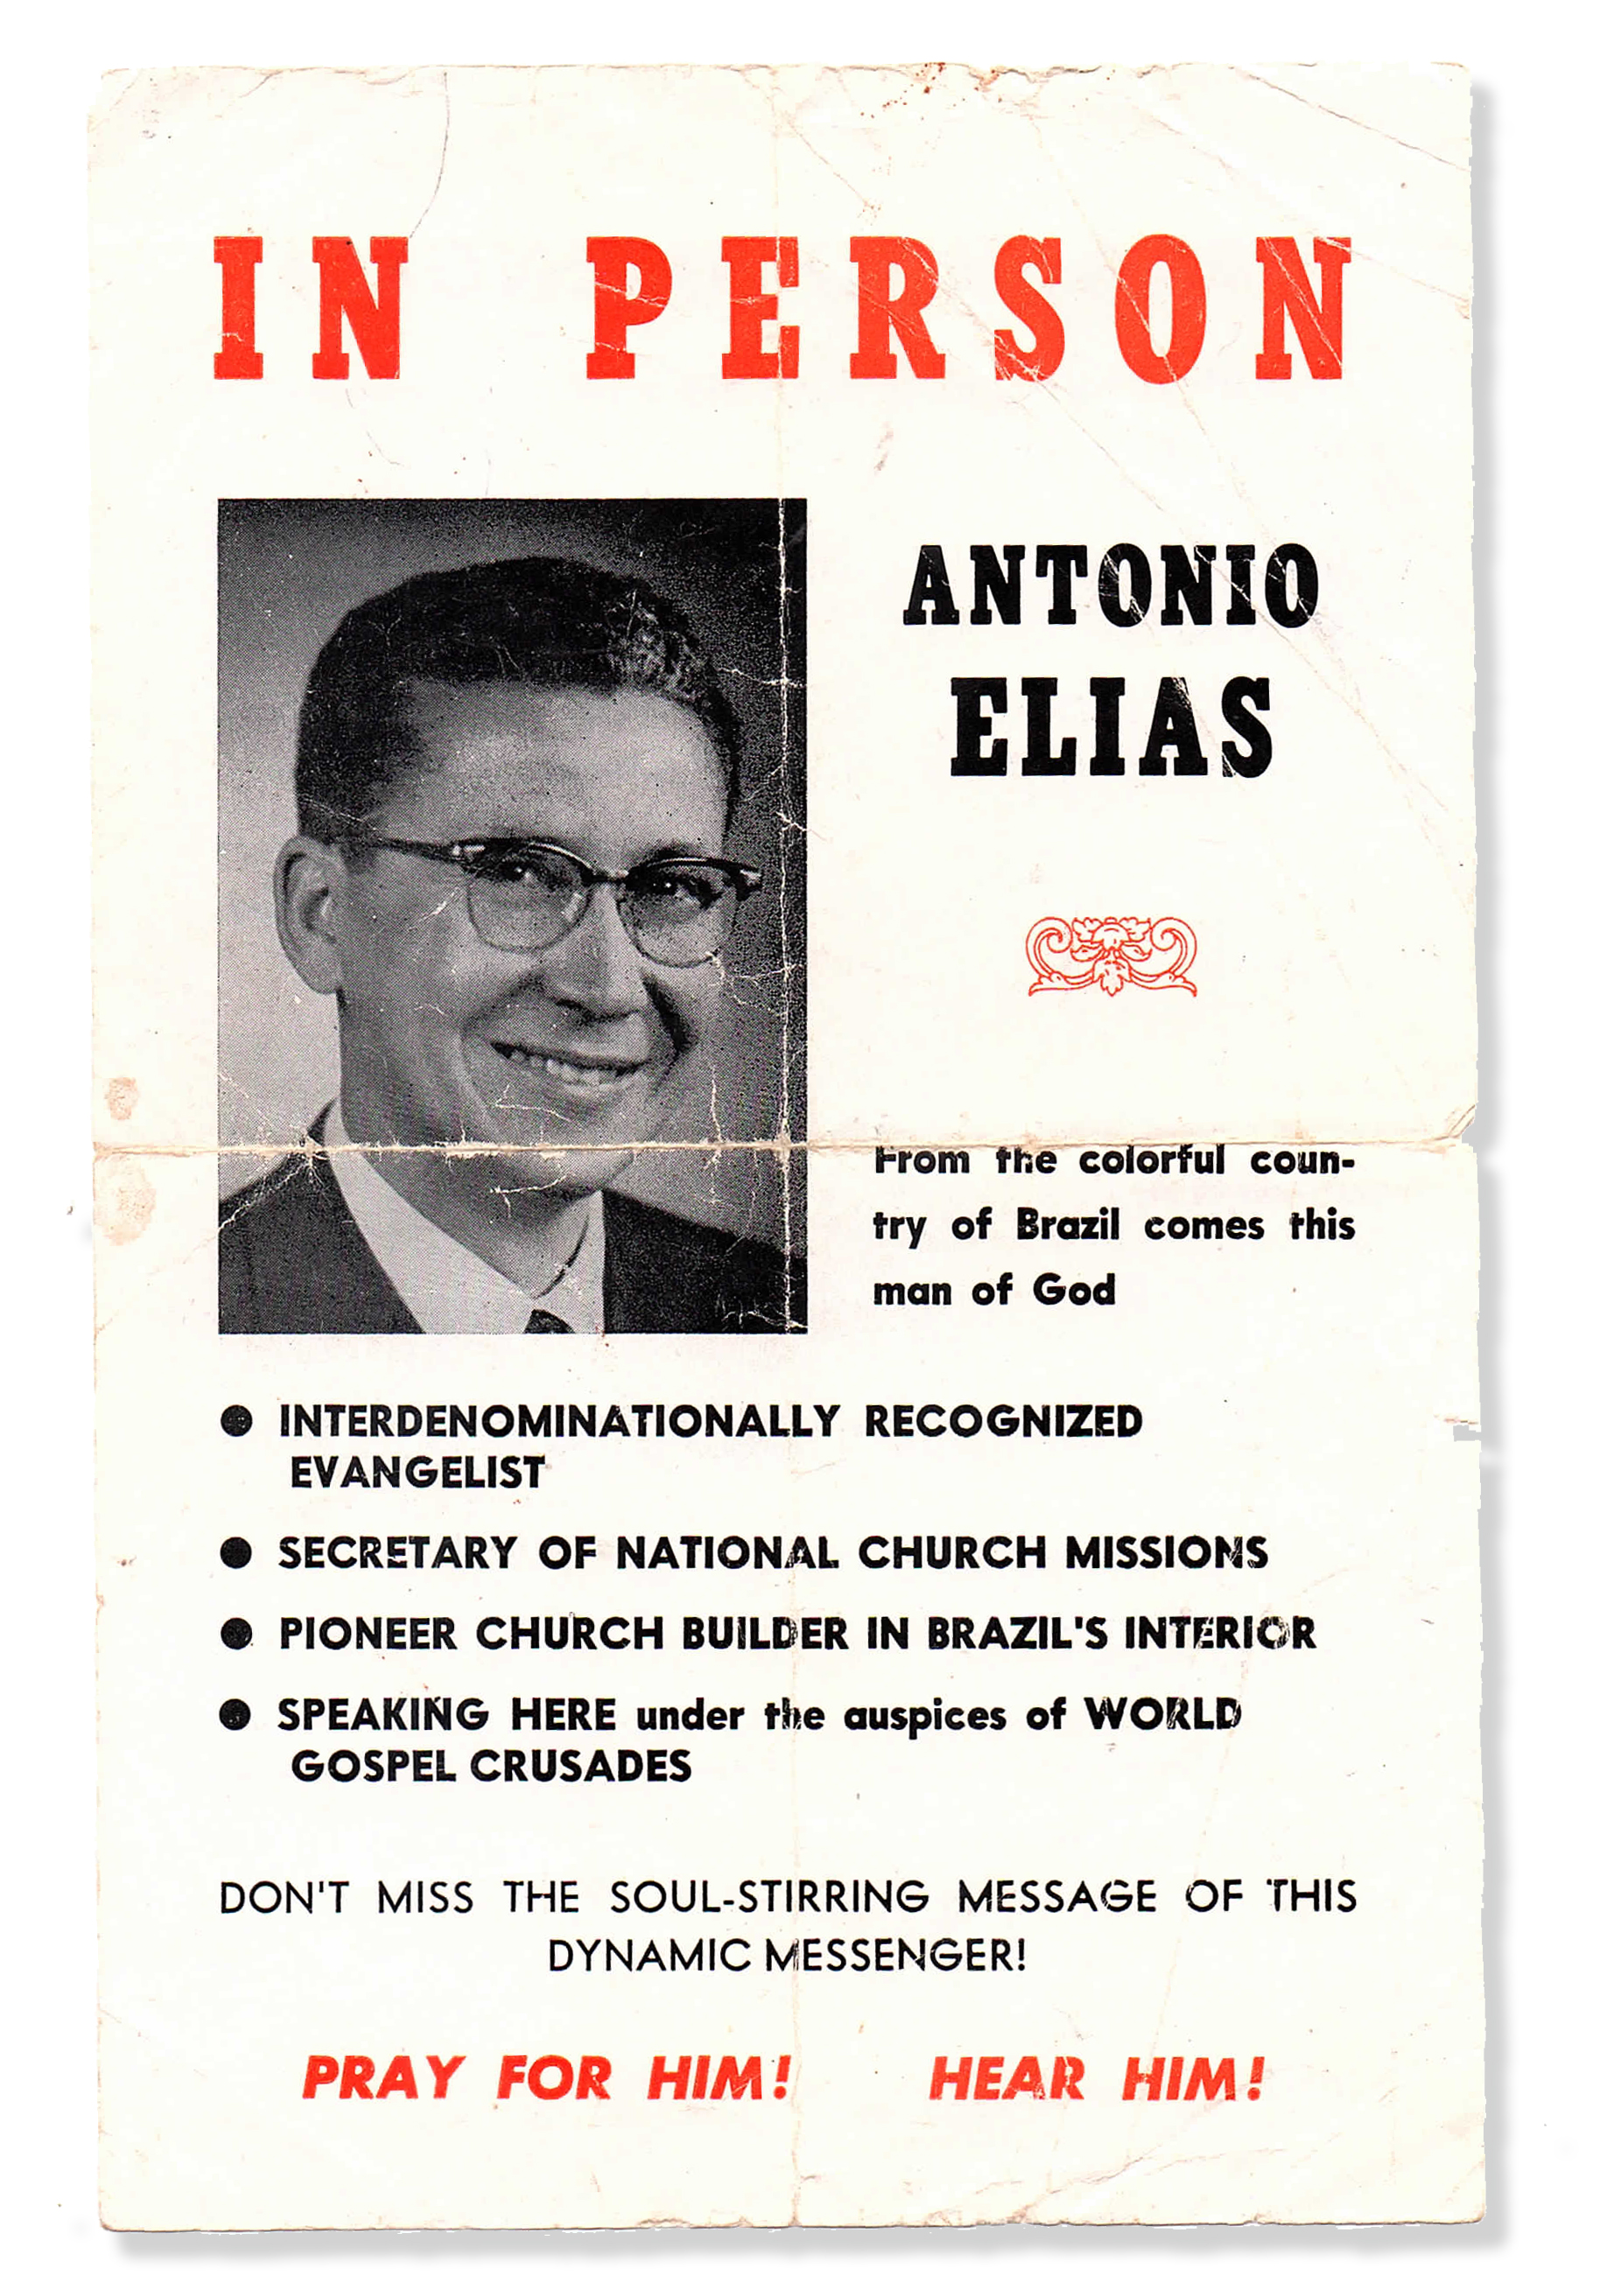 IN PERSON
ANTONIO
ELIAS
From the colorful coun-
try of Brazil comes this
man of God
● INTERDENOMINATIONALLY RECOGNIZED
EVANGELIST
● SECRETARY OF NATIONAL CHURCH MISSIONS
● PIONEER CHURCH BUILDER IN BRAZIL'S INTERIOR
● SPEAKING HERE under the auspices of WORLD
GOSPEL CRUSADES
DON'T MISS THE SOUL-STIRRING MESSAGE OF THIS
DYNAMIC MESSENGER!
PRAY FOR HIM! HEAR HIM!